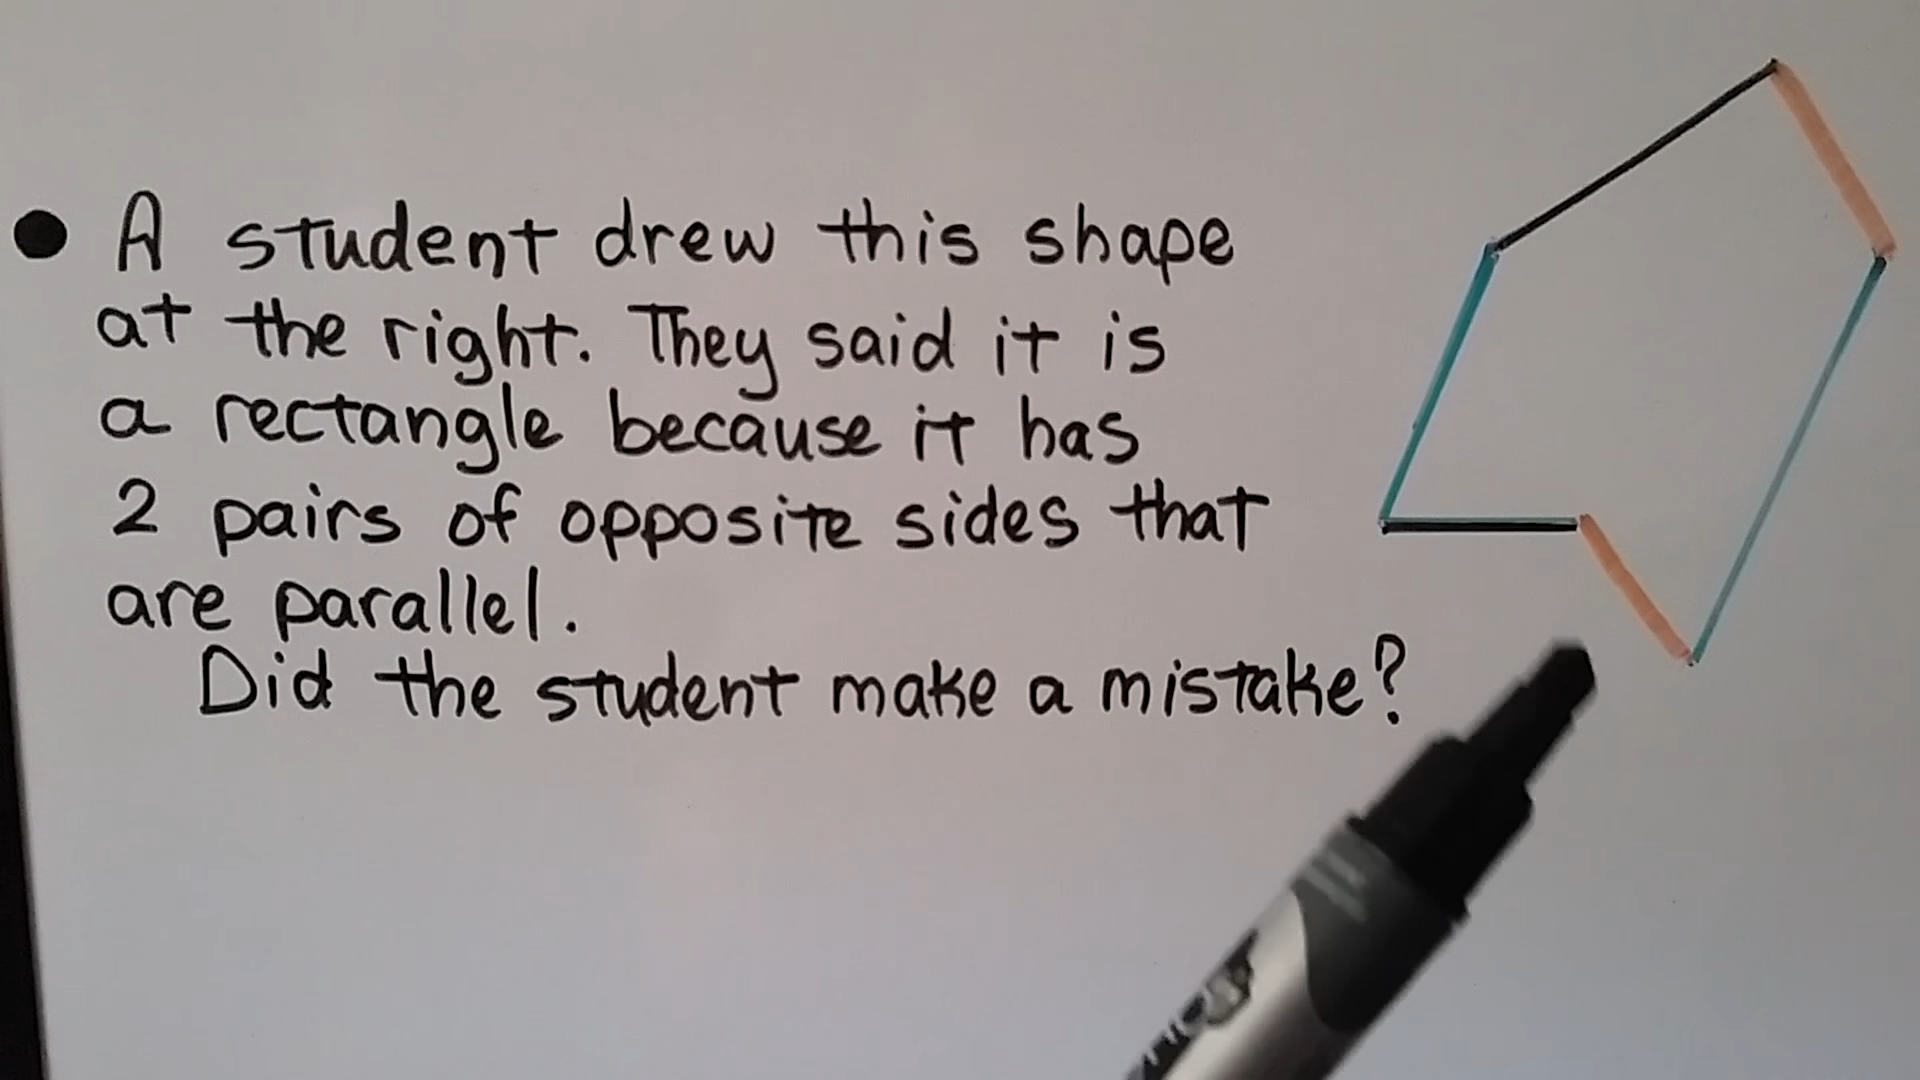 A student drew this shape
at the right. They said it is
a rectangle because it has
2 pairs of opposite sides that
are parallel.
Did the student make a mistake?